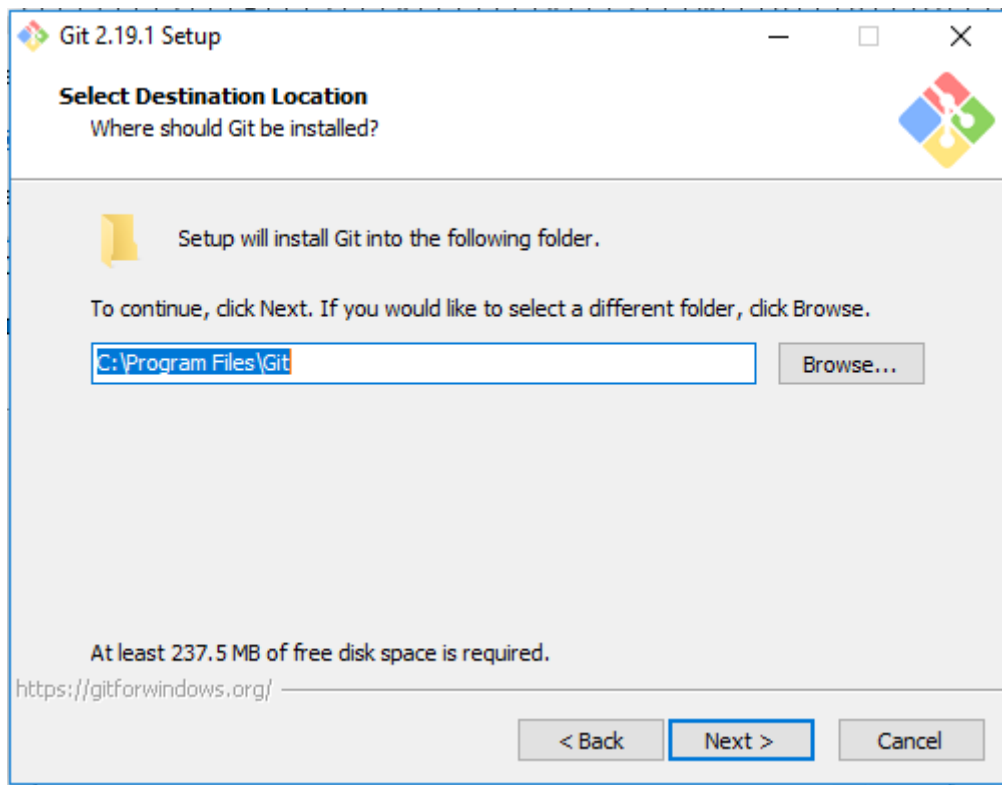 Git 2.19.1 Setup
Select Destination Location
Where should Git be installed?
Setup will install Git into the following folder.
To continue, click Next. If you would like to select a different folder, click Browse.
C:\Program Files\Git
Browse...
At least 237.5 MB of free disk space is required.
https://gitforwindows.org/
< Back
Next >
Cancel